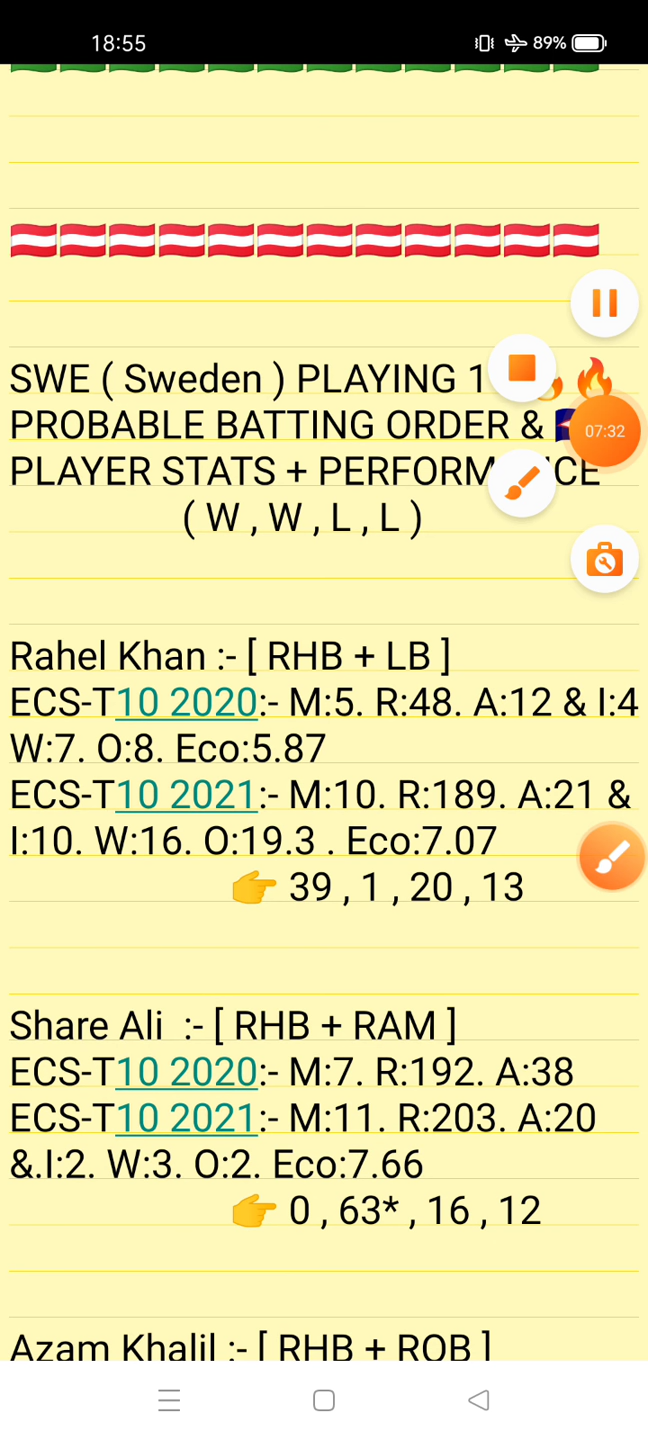 18:55
89%
SWE ( Sweden ) PLAYING 1
PROBABLE BATTING ORDER &
07:32
PLAYER STATS +
( W , W , L , L )
Rahel Khan :- [ RHB + LB ]
ECS-T10 2020:- M:5. R:48. A:12 & I:4
W:7. O:8. Eco:5.87
ECS-T10 2021:- M:10. R:189. A:21 &
I:10. W:16. O:19.3 . Eco:7.07
👉 39 , 1 , 20 , 13
Share Ali :- [ RHB + RAM ]
ECS-T10 2020:- M:7. R:192. A:38
ECS-T10 2021:- M:11. R:203. A:20
&.I:2. W:3. O:2. Eco:7.66
👉 0 , 63* , 16 , 12
Azam Khalil :- [ RHB + ROB ]